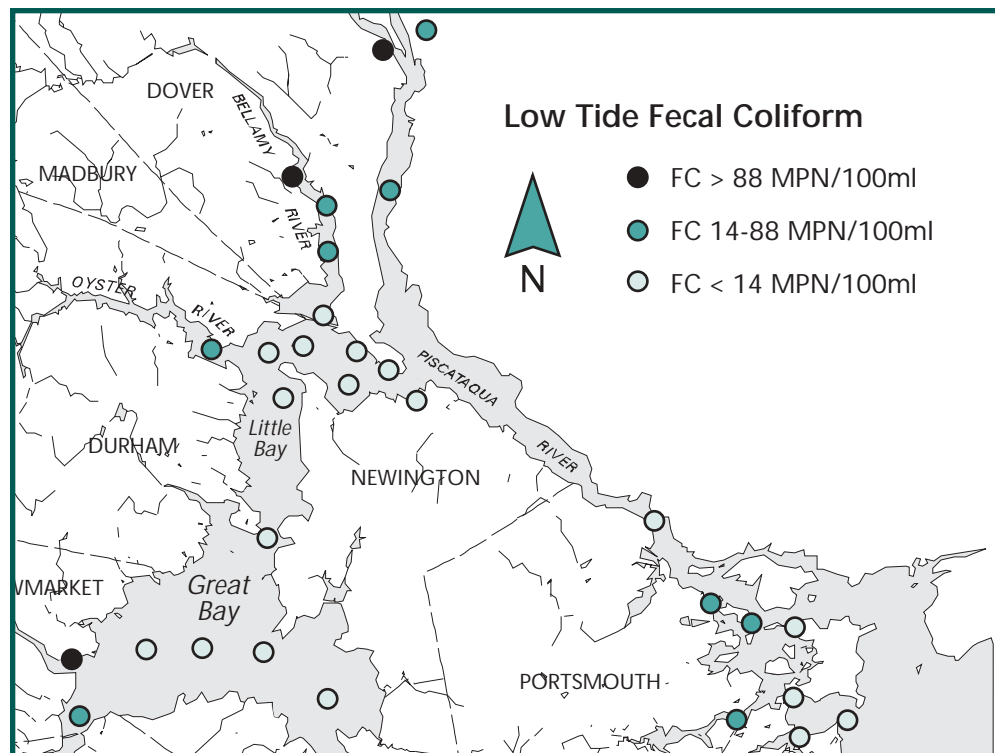 DOVER
BELLAMY
RIVER
MADBURY
Low Tide Fecal Coliform
FC > 88 MPN/100ml
FC 14-88 MPN/100ml
FC < 14 MPN/100ml
N
OYSTER
RIVER
PISCATAQUA
RIVER
Little
Bay
DURHAM
NEWINGTON
WMARKET
Great
Bay
PORTSMOUTH